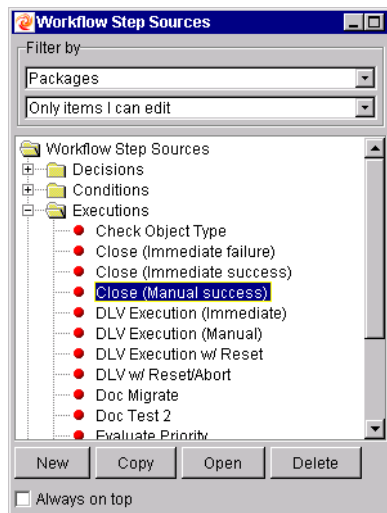 Workflow Step Sources
Filter by
Packages
Only items I can edit
Workflow Step Sources
Decisions
Conditions
Executions
Check Object Type
Close (Immediate failure)
Close (Immediate success)
Close (Manual success)
DLV Execution (Immediate)
DLV Execution (Manual)
DLV Execution w/ Reset
DLV w/ Reset/Abort
Doc Migrate
Doc Test 2
Evaluate Priority
New Copy Open Delete
Always on top